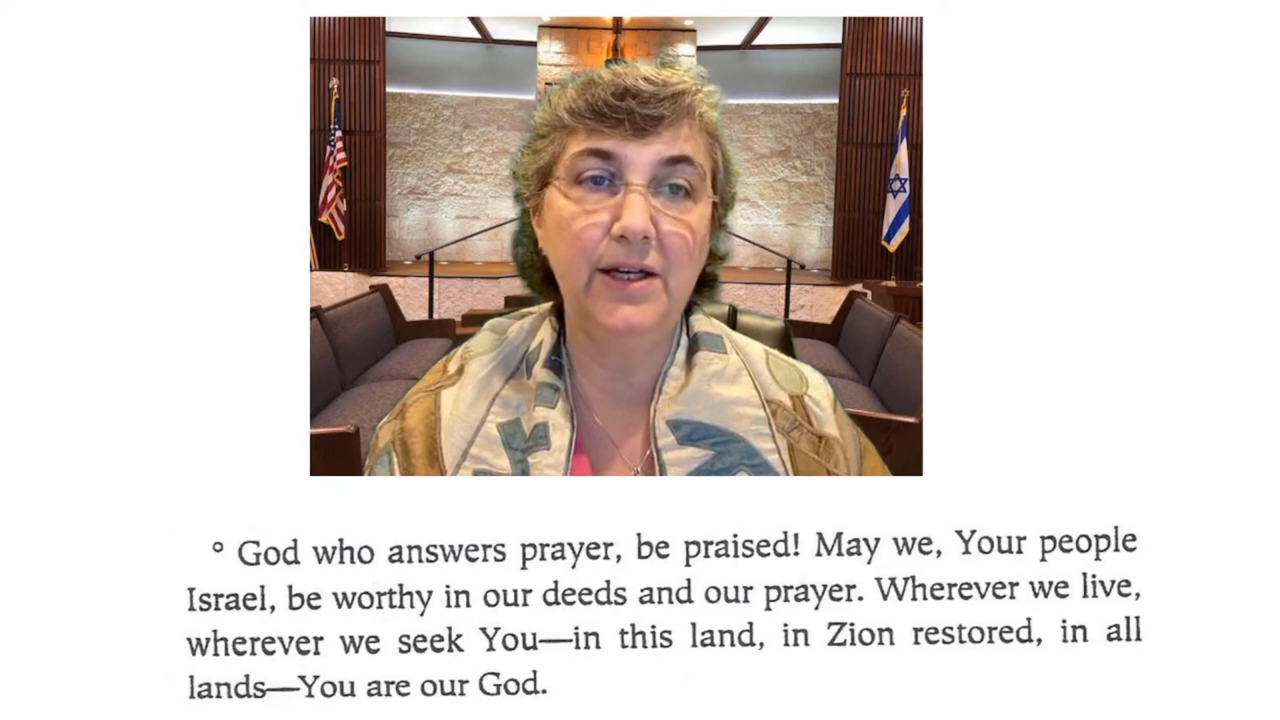 ° God who answers prayer, be praised! May we, Your people
Israel, be worthy in our deeds and our prayer. Wherever we live,
wherever we seek You—in this land, in Zion restored, in all
lands—You are our God.